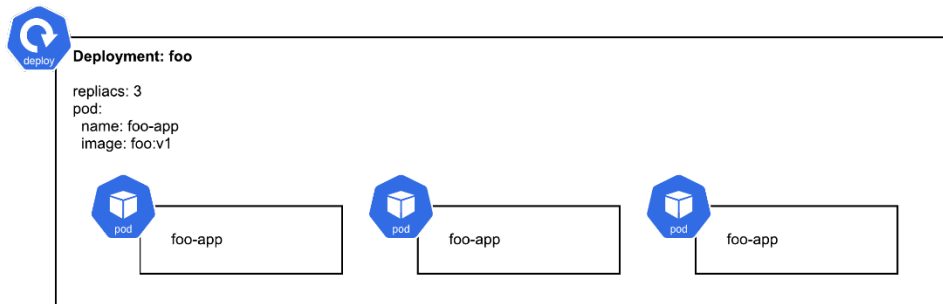 deploy
Deployment: foo
repliacs: 3
pod:
name: foo-app
image: foo:v1
pod
foo-app
pod
foo-app
pod
foo-app